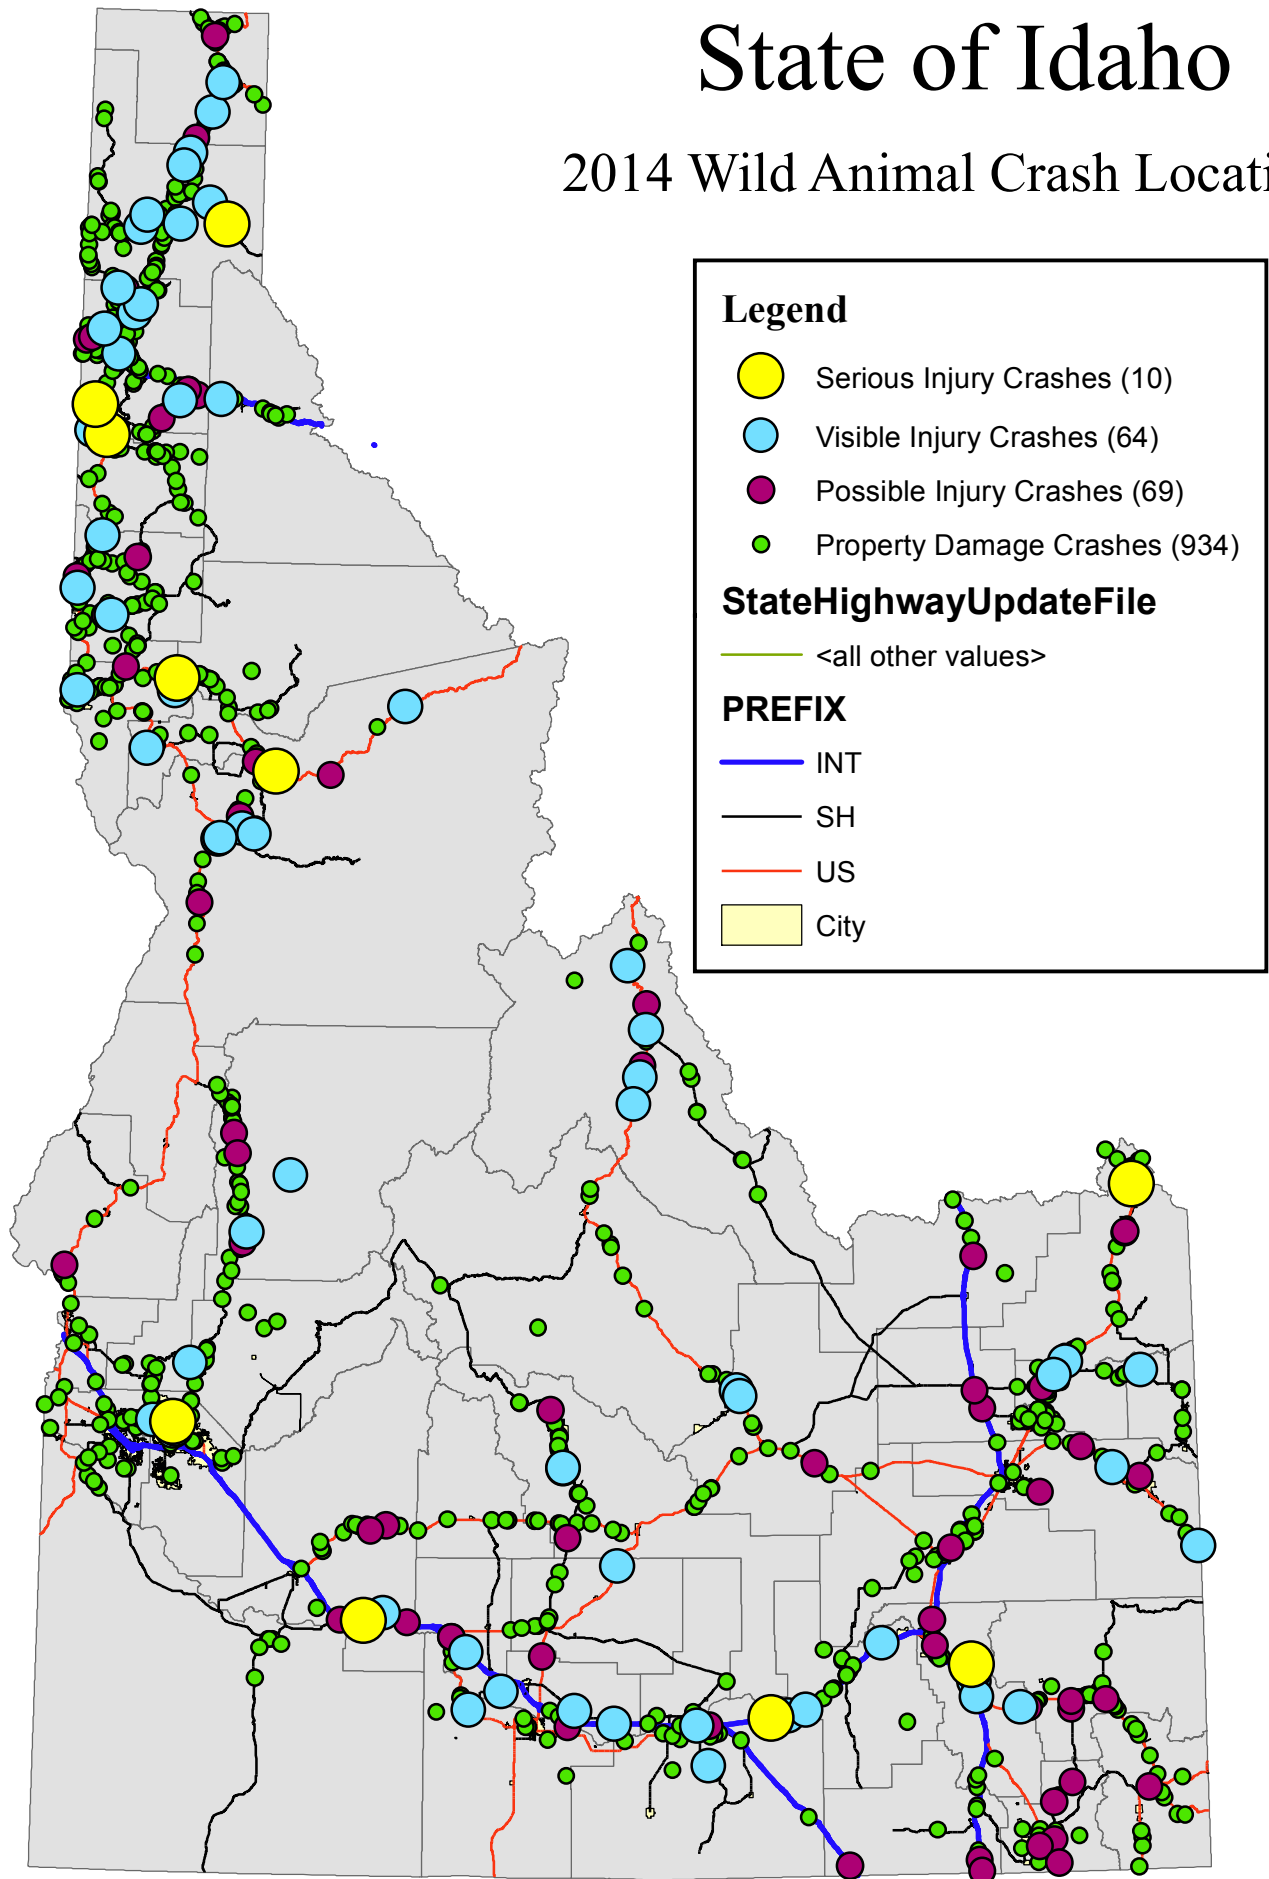 State of Idaho
2014 Wild Animal Crash Locati
Legend
Serious Injury Crashes (10)
Visible Injury Crashes (64)
Possible Injury Crashes (69)
Property Damage Crashes (934)
StateHighwayUpdateFile
<all other values>
PREFIX
INT
SH
US
City